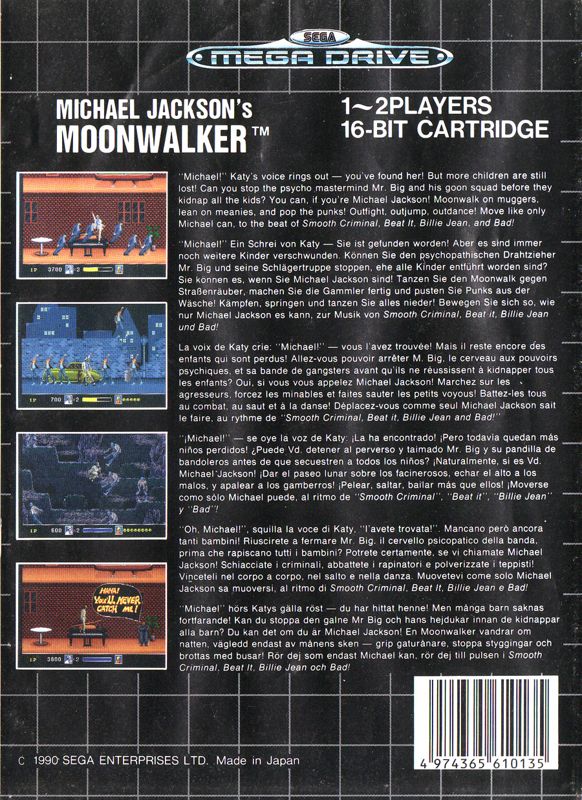 SEGA
MEGA DRIVE
MICHAEL JACKSON'S
MOONWALKER™
1~2PLAYERS
16-BIT CARTRIDGE
"Michael!" Katy's voice rings out — you've found her! But more children are still
lost! Can you stop the psycho mastermind Mr. Big and his goon squad before they
kidnap all the kids? You can, if you're Michael Jackson! Moonwalk on muggers,
lean on meanies, and pop the punks! Outfight, outjump, outdance! Move like only
Michael can, to the beat of Smooth Criminal, Beat It, Billie Jean, and Bad!
"Michael!" Ein Schrei von Katy — Sie ist gefunden worden! Aber es sind immer
noch weitere Kinder verschwunden. Können Sie den psychopathischen Drahtzieher
Mr. Big und seine Schlägertruppe stoppen, ehe alle Kinder entführt worden sind?
Sie können es, wenn Sie Michael Jackson sind! Tanzen Sie den Moonwalk gegen
Straßenräuber, machen Sie die Gammler fertig und pusten Sie Punks aus der
Wäsche! Kämpfen, springen und tanzen Sie alles nieder! Bewegen Sie sich so, wie
nur Michael Jackson es kann, zur Musik von Smooth Criminal, Beat it, Billie Jean
und Bad!
La voix de Katy crie: "Michael!" — vous l'avez trouvée! Mais il reste encore des
enfants qui sont perdus! Allez-vous pouvoir arrêter M. Big, le cerveau aux pouvoirs
psychiques, et sa bande de gangsters avant qu'ils ne réussissent à kidnapper tous
les enfants? Oui, si vous vous appelez Michael Jackson! Marchez sur les
agresseurs, forcez les minables et faites sauter les petits voyous! Battez-les tous
au combat, au saut et à la danse! Déplacez-vous comme seul Michael Jackson sait
le faire, au rythme de "Smooth Criminal, Beat It, Billie Jean and Bad!"
"¡Michael!" — se oye la voz de Katy: ¡La ha encontrado! ¡Pero todavía quedan más
niños perdidos! ¿Puede Vd. detener al perverso y taimado Mr. Big y su pandilla de
bandoleros antes de que secuestren a todos los niños? ¡Naturalmente, si es Vd.
Michael Jackson! ¡Dar el paseo lunar sobre los facinerosos, echar el alto a los
malos, y apalear a los gamberros! ¡Pelear, saltar, bailar más que ellos! ¡Moverse
como sólo Michael puede, al ritmo de "Smooth Criminal", "Beat it", "Billie Jean"
y "Bad"!
"Oh, Michael!", squilla la voce di Katy, "l'avete trovata!". Mancano però ancora
tanti bambini! Riuscirete a fermare Mr. Big, il cervello psicopatico della banda,
prima che rapiscano tutti i bambini? Potrete certamente, se vi chiamate Michael
Jackson! Schiacciate i criminali, abbattete i rapinatori e polverizzate i teppisti!
Vinceteli nel corpo a corpo, nel salto e nella danza. Muovetevi come solo Michael
Jackson sa muoversi, al ritmo di Smooth Criminal, Beat It, Billie Jean e Bad!
"Michael" hörs Katys gälla röst — du har hittat henne! Men många barn saknas
fortfarande! Kan du stoppa den galne Mr Big och hans hejdukar innan de kidnappar
alla barn? Du kan det om du är Michael Jackson! En Moonwalker vandrar om
natten, vägledd endast av månens sken — grip gaturånare, stoppa styggingar och
brottas med busar! Rör dej som endast Michael kan, rör dej till pulsen i Smooth
Criminal, Beat It, Billie Jean och Bad!
1P 3700 2
1P 700 2
1P 600 2
HAHA!
YOU'LL NEVER
CATCH ME!
1P 3800 2
© 1990 SEGA ENTERPRISES LTD. Made in Japan
4 974365 610135